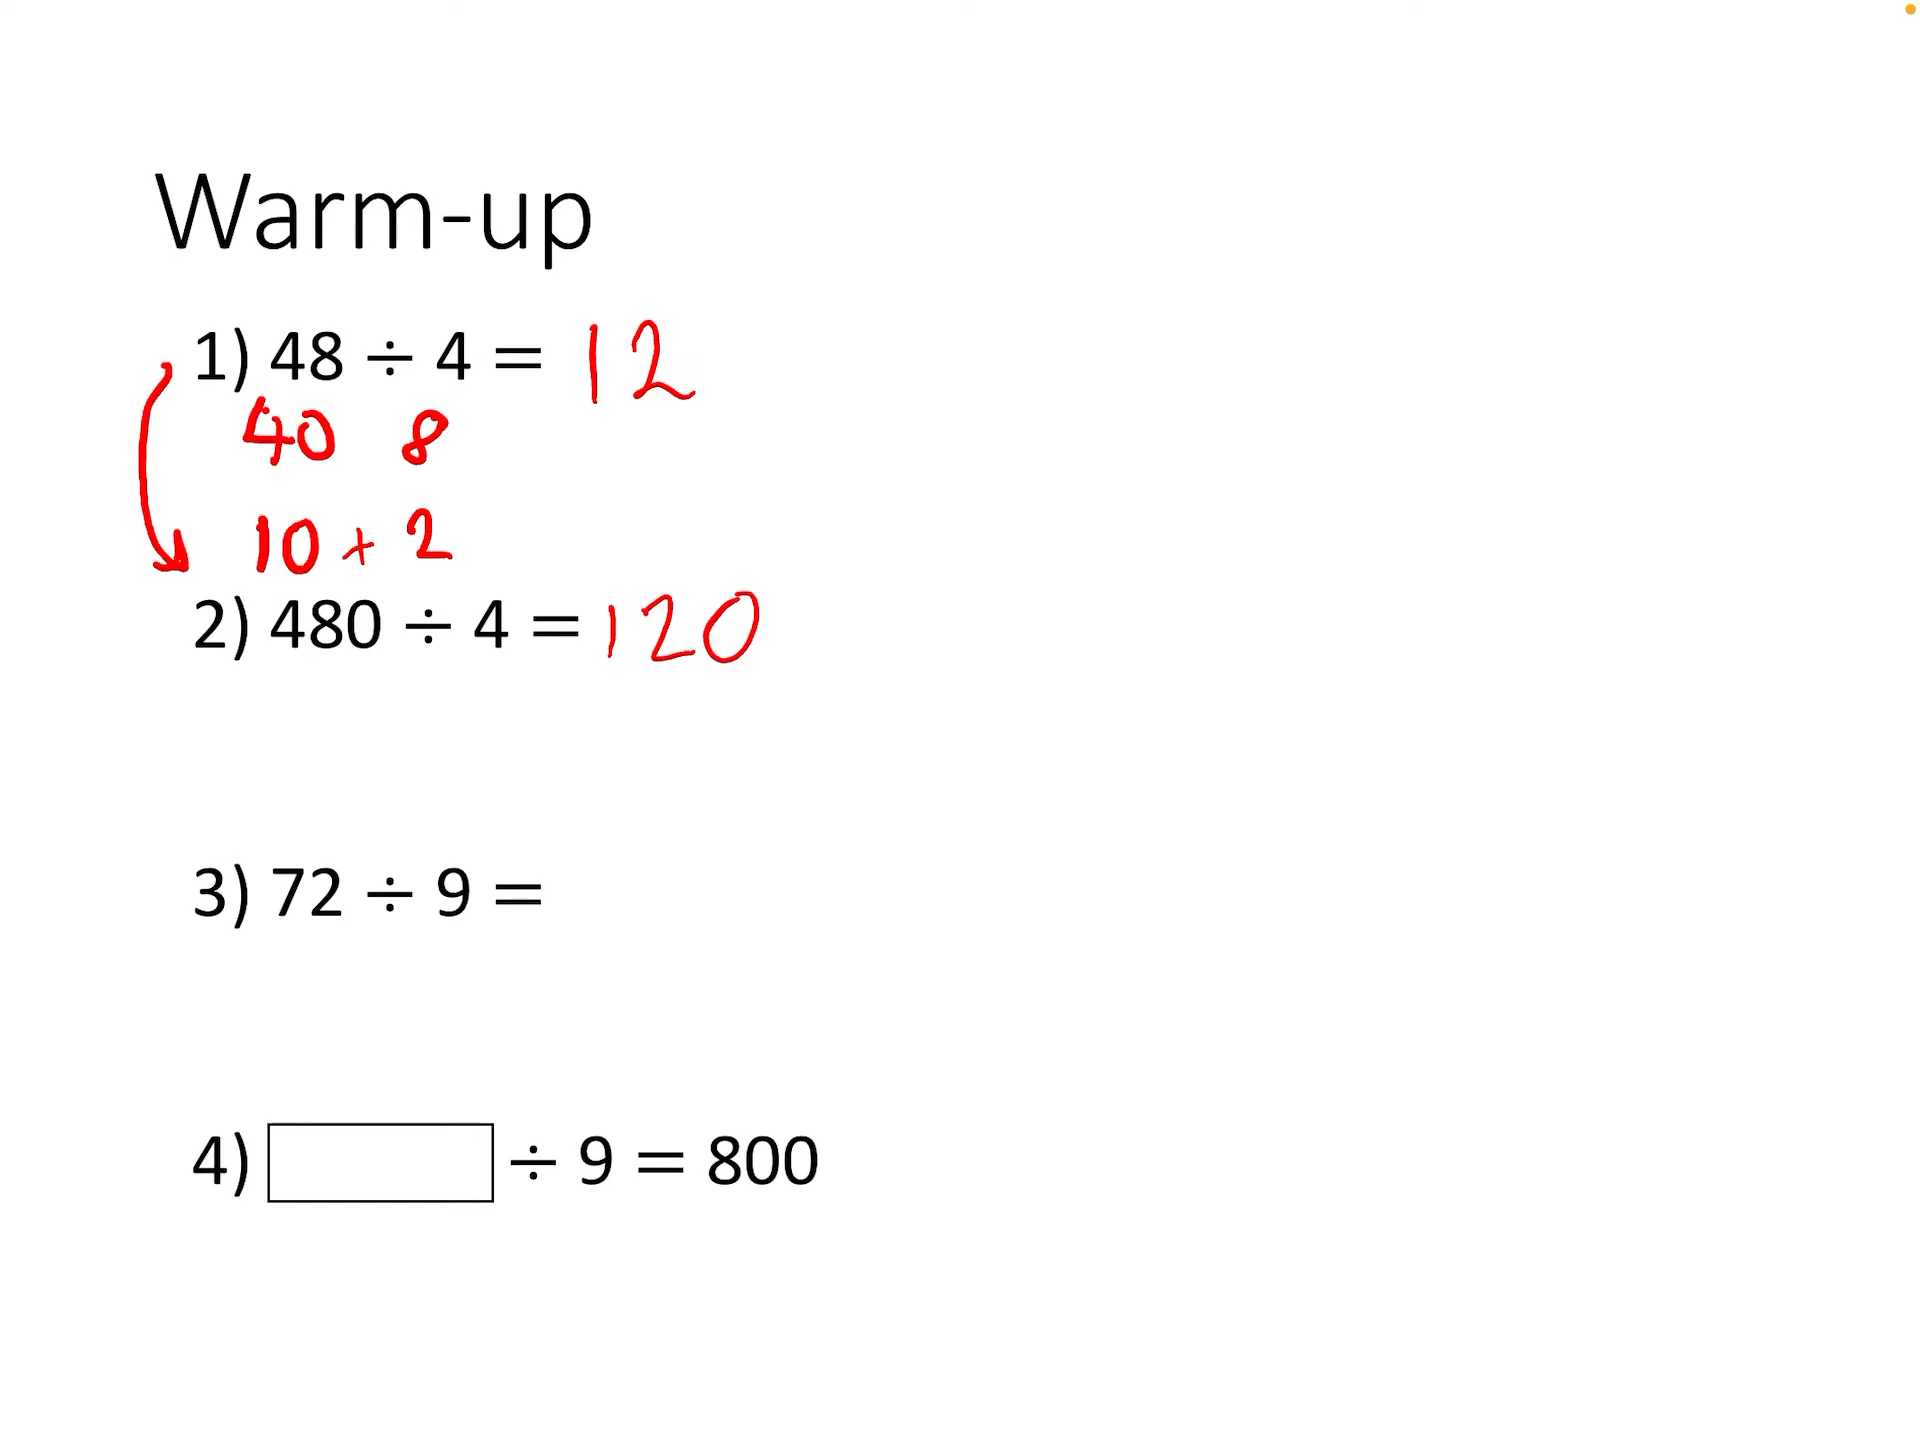 Warm-up
1) 48 ÷ 4 = 12
40 8
10 + 2
2) 480 ÷ 4 = 120
3) 72 ÷ 9 =
4) ÷ 9 = 800